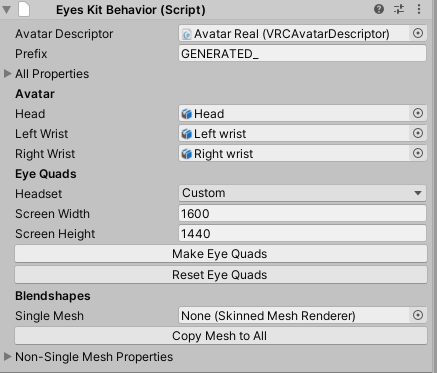 Eyes Kit Behavior (Script)
Avatar Descriptor Avatar Real (VRCAvatarDescriptor)
Prefix GENERATED_
All Properties
Avatar
Head Head
Left Wrist Left wrist
Right Wrist Right wrist
Eye Quads
Headset Custom
Screen Width 1600
Screen Height 1440
Make Eye Quads
Reset Eye Quads
Blendshapes
Single Mesh None (Skinned Mesh Renderer)
Copy Mesh to All
Non-Single Mesh Properties